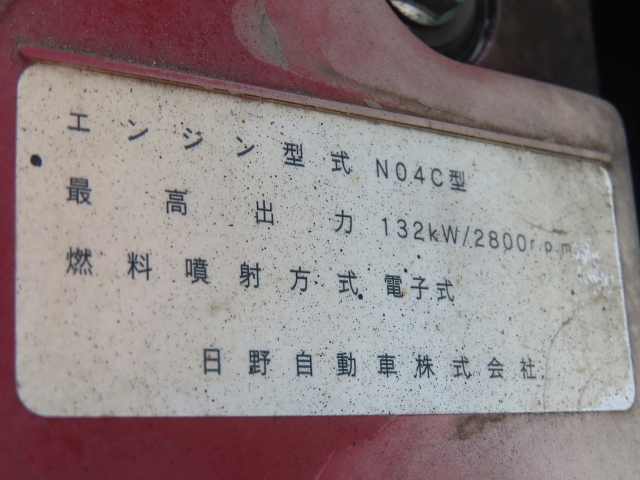 エンジン型式 N04C型
最高出力 132kW/2800r.p.m
燃料噴射方式 電子式
日野自動車株式会社